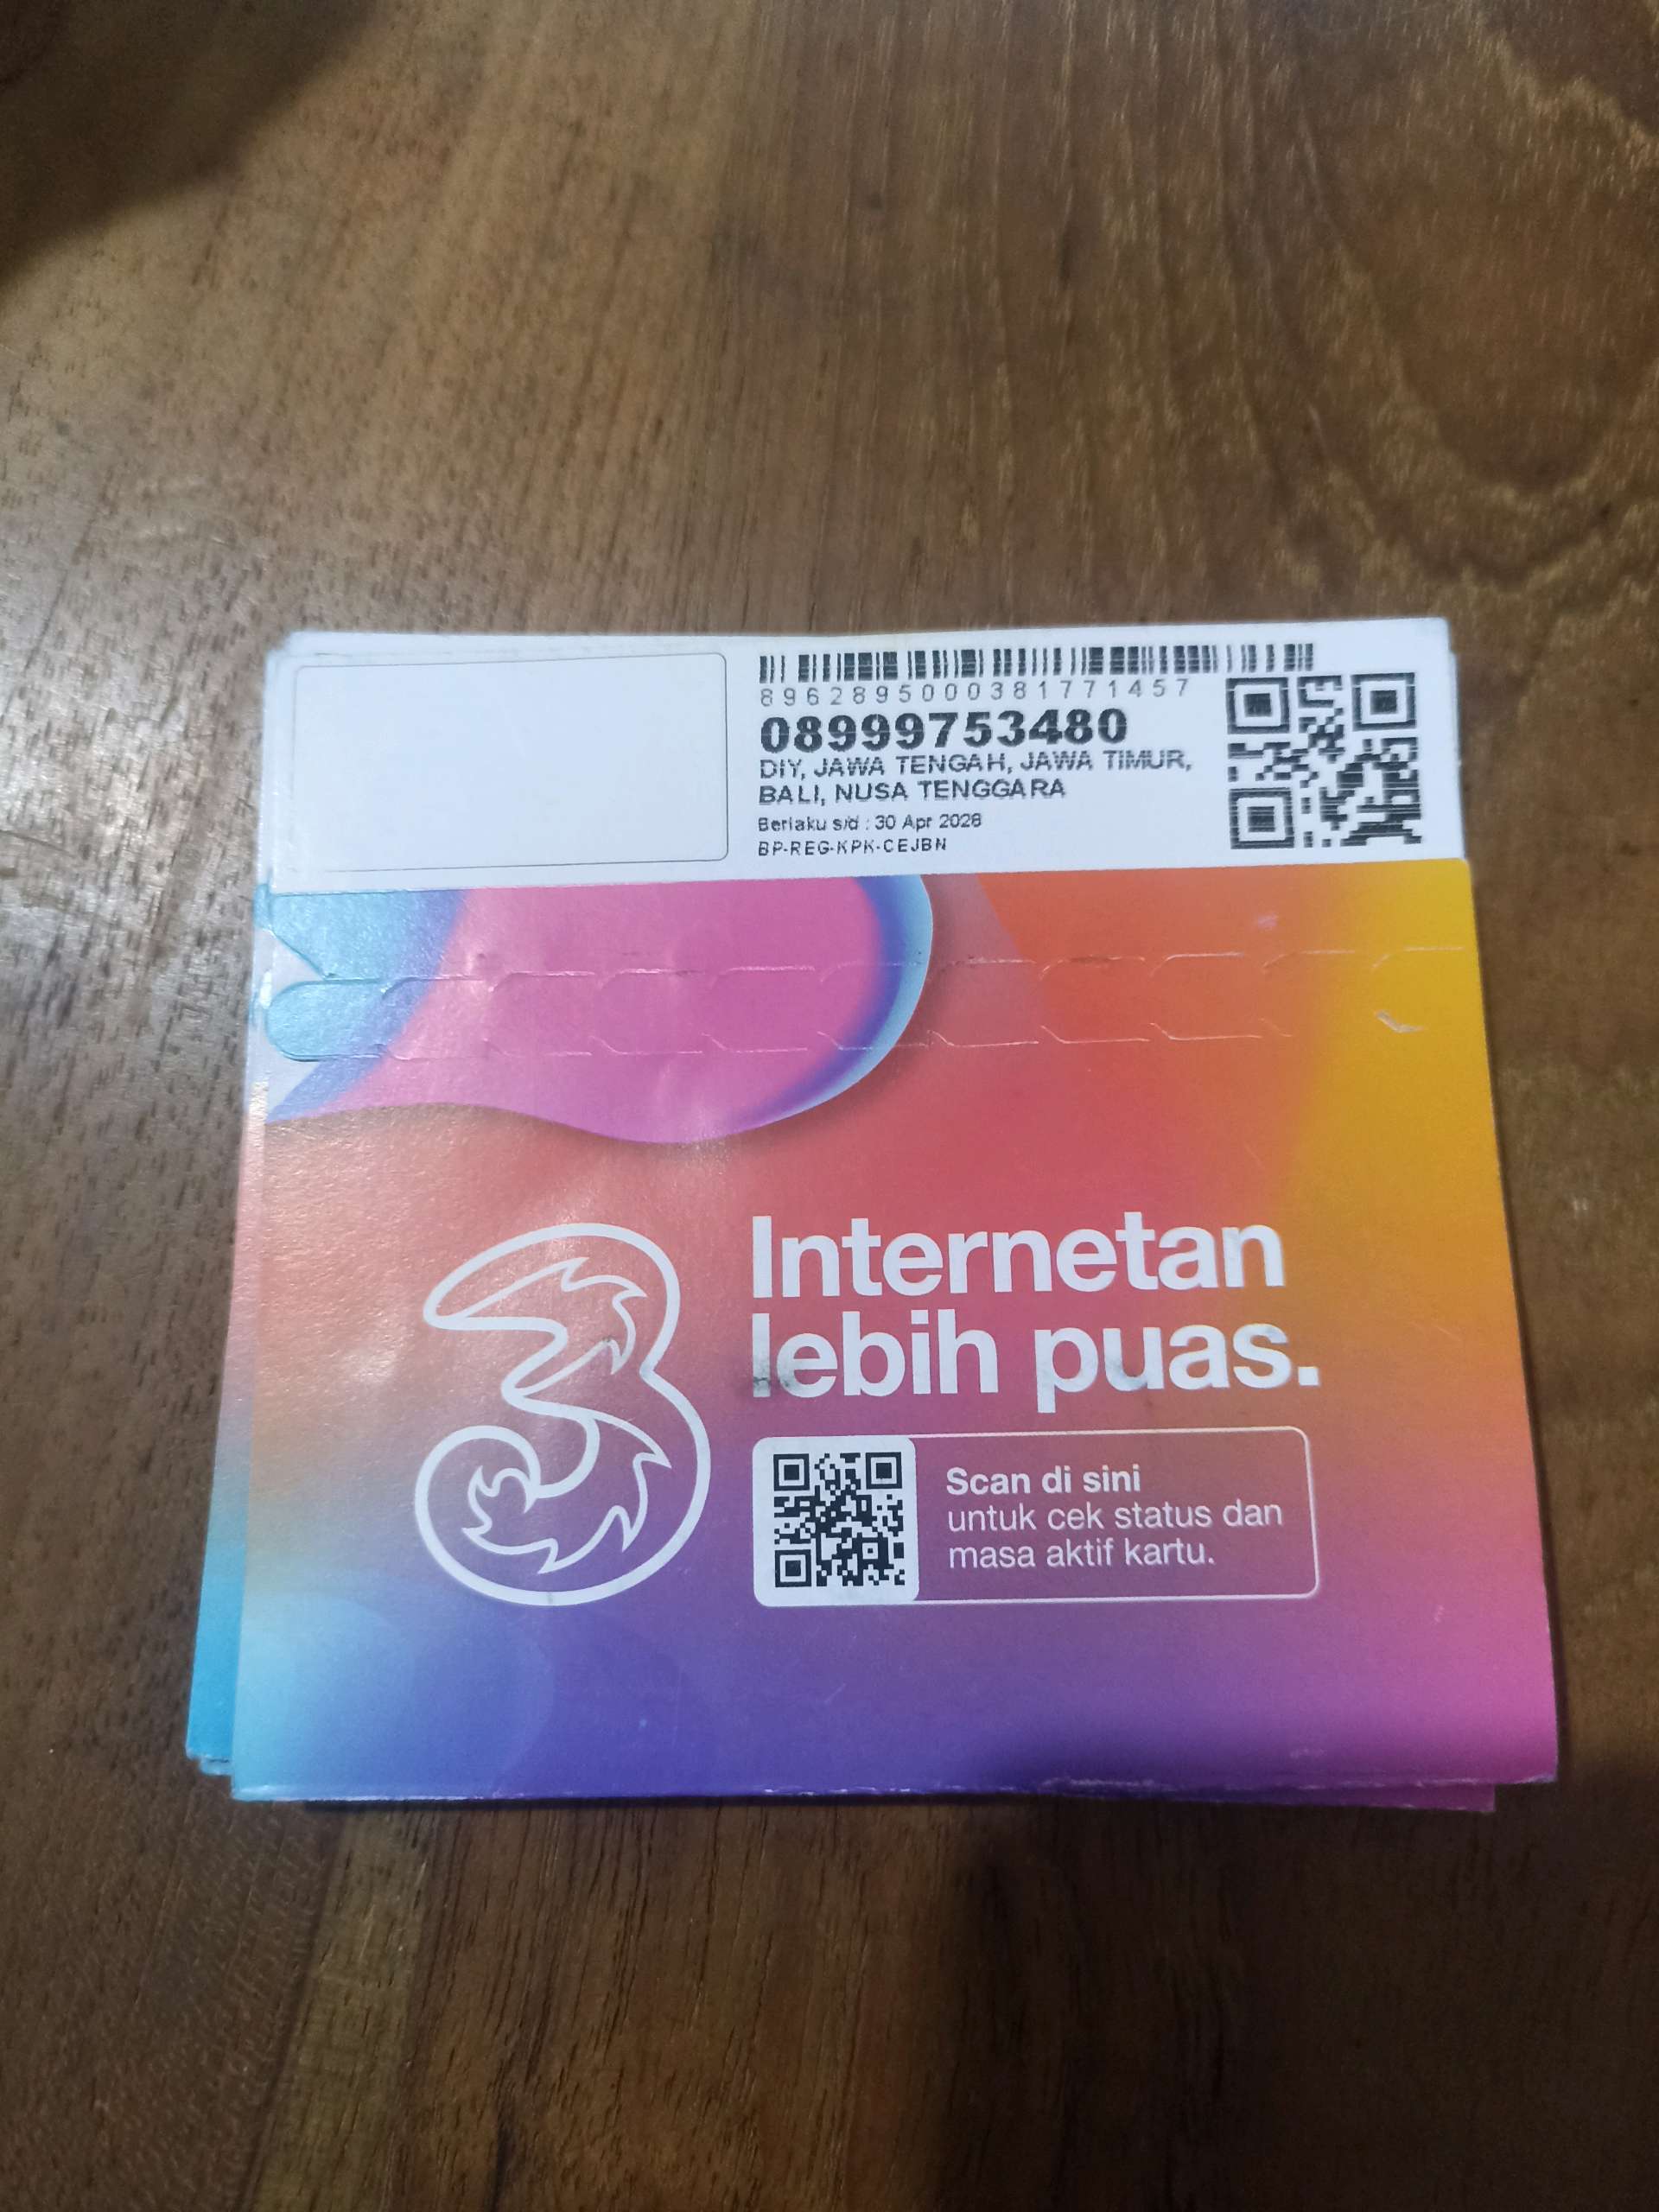 8962895000381771457
08999753480
DIY, JAWA TENGAH, JAWA TIMUR,
BALI, NUSA TENGGARA
Berlaku s/d : 30 Apr 2028
BP-REG-KPK-CEJBN
3
Internetan
lebih puas.
Scan di sini
untuk cek status dan
masa aktif kartu.